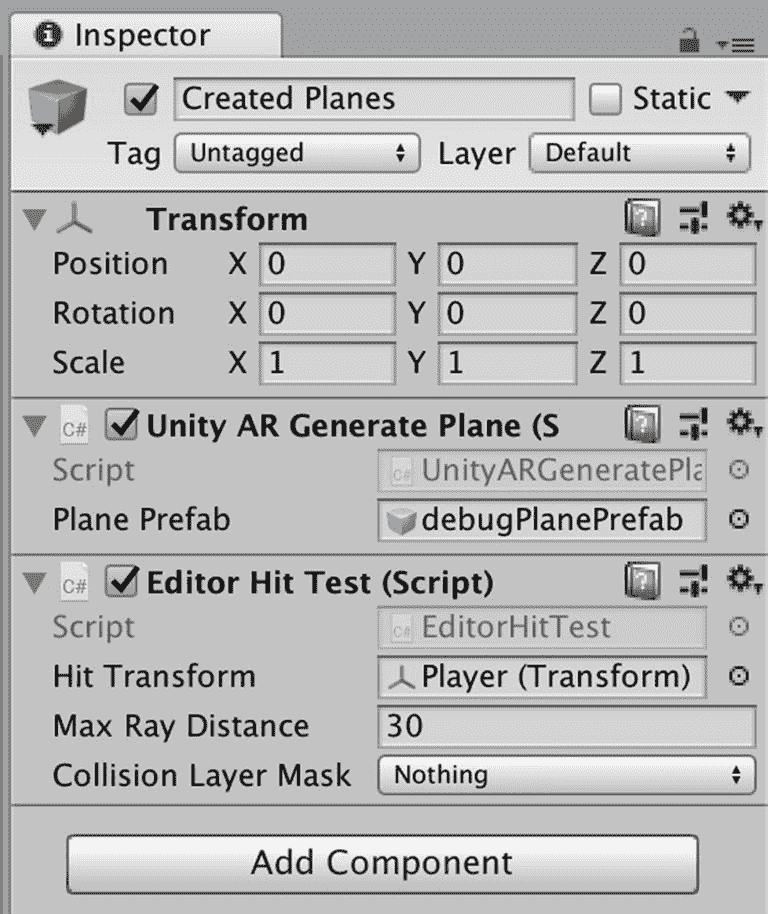 Inspector
Created Planes Static
Tag Untagged Layer Default
Transform
Position X 0 Y 0 Z 0
Rotation X 0 Y 0 Z 0
Scale X 1 Y 1 Z 1
C# Unity AR Generate Plane (S
Script C# UnityARGeneratePla
Plane Prefab debugPlanePrefab
C# Editor Hit Test (Script)
Script C# EditorHitTest
Hit Transform Player (Transform)
Max Ray Distance 30
Collision Layer Mask Nothing
Add Component